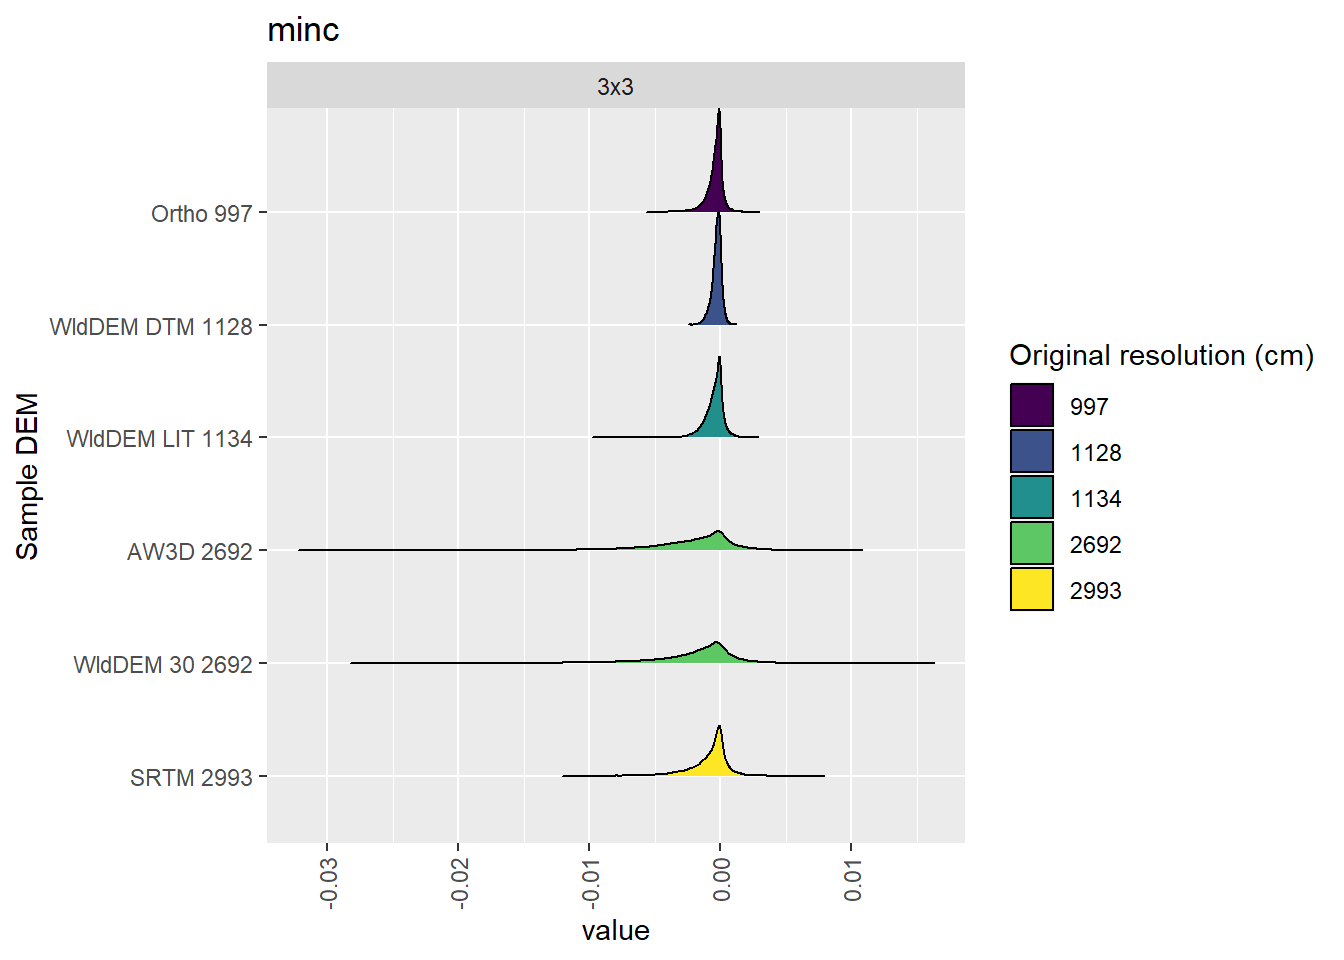 minc
3x3
Ortho 997
WldDEM DTM 1128
WldDEM LIT 1134
AW3D 2692
WldDEM 30 2692
SRTM 2993
Sample DEM
-0.03
-0.02
-0.01
0.00
0.01
value
Original resolution (cm)
997
1128
1134
2692
2993